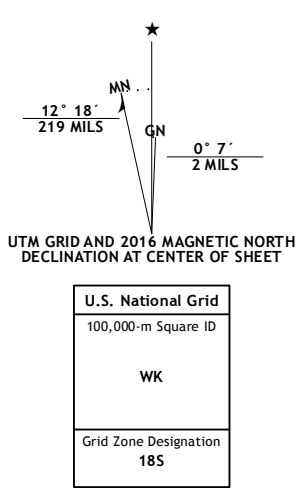 ★
MN
GN
12° 18´
219 MILS
0° 7´
2 MILS
UTM GRID AND 2016 MAGNETIC NORTH
DECLINATION AT CENTER OF SHEET
U.S. National Grid
100,000-m Square ID
WK
Grid Zone Designation
18S